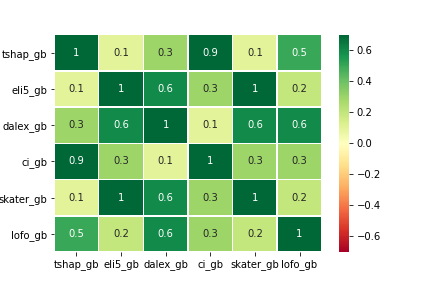 tshap_gb 1 0.1 0.3 0.9 0.1 0.5
eli5_gb 0.1 1 0.6 0.3 1 0.2
dalex_gb 0.3 0.6 1 0.1 0.6 0.6
ci_gb 0.9 0.3 0.1 1 0.3 0.3
skater_gb 0.1 1 0.6 0.3 1 0.2
lofo_gb 0.5 0.2 0.6 0.3 0.2 1
tshap_gb eli5_gb dalex_gb ci_gb skater_gb lofo_gb
0.6
0.4
0.2
0.0
−0.2
−0.4
−0.6